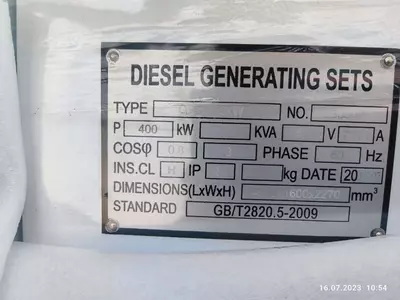 DIESEL GENERATING SETS
TYPE NO.
P 400 kW KVA V A
COSφ PHASE Hz
INS.CL H IP kg DATE 20
DIMENSIONS(LxWxH) mm³
STANDARD GB/T2820.5-2009
16.07.2023 10:54